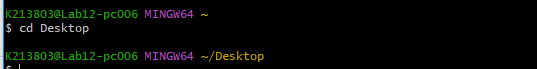 K213803@Lab12-pc006 MINGW64 ~
$ cd Desktop
K213803@Lab12-pc006 MINGW64 ~/Desktop
$